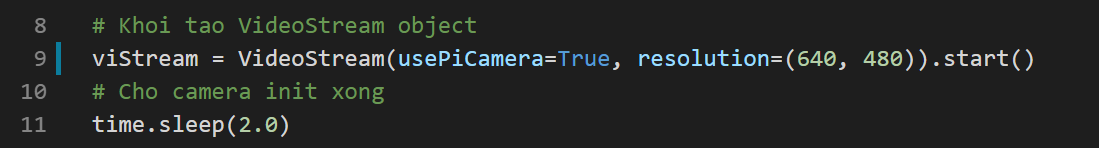 8 # Khoi tao VideoStream object
9 viStream = VideoStream(usePiCamera=True, resolution=(640, 480)).start()
10 # Cho camera init xong
11 time.sleep(2.0)